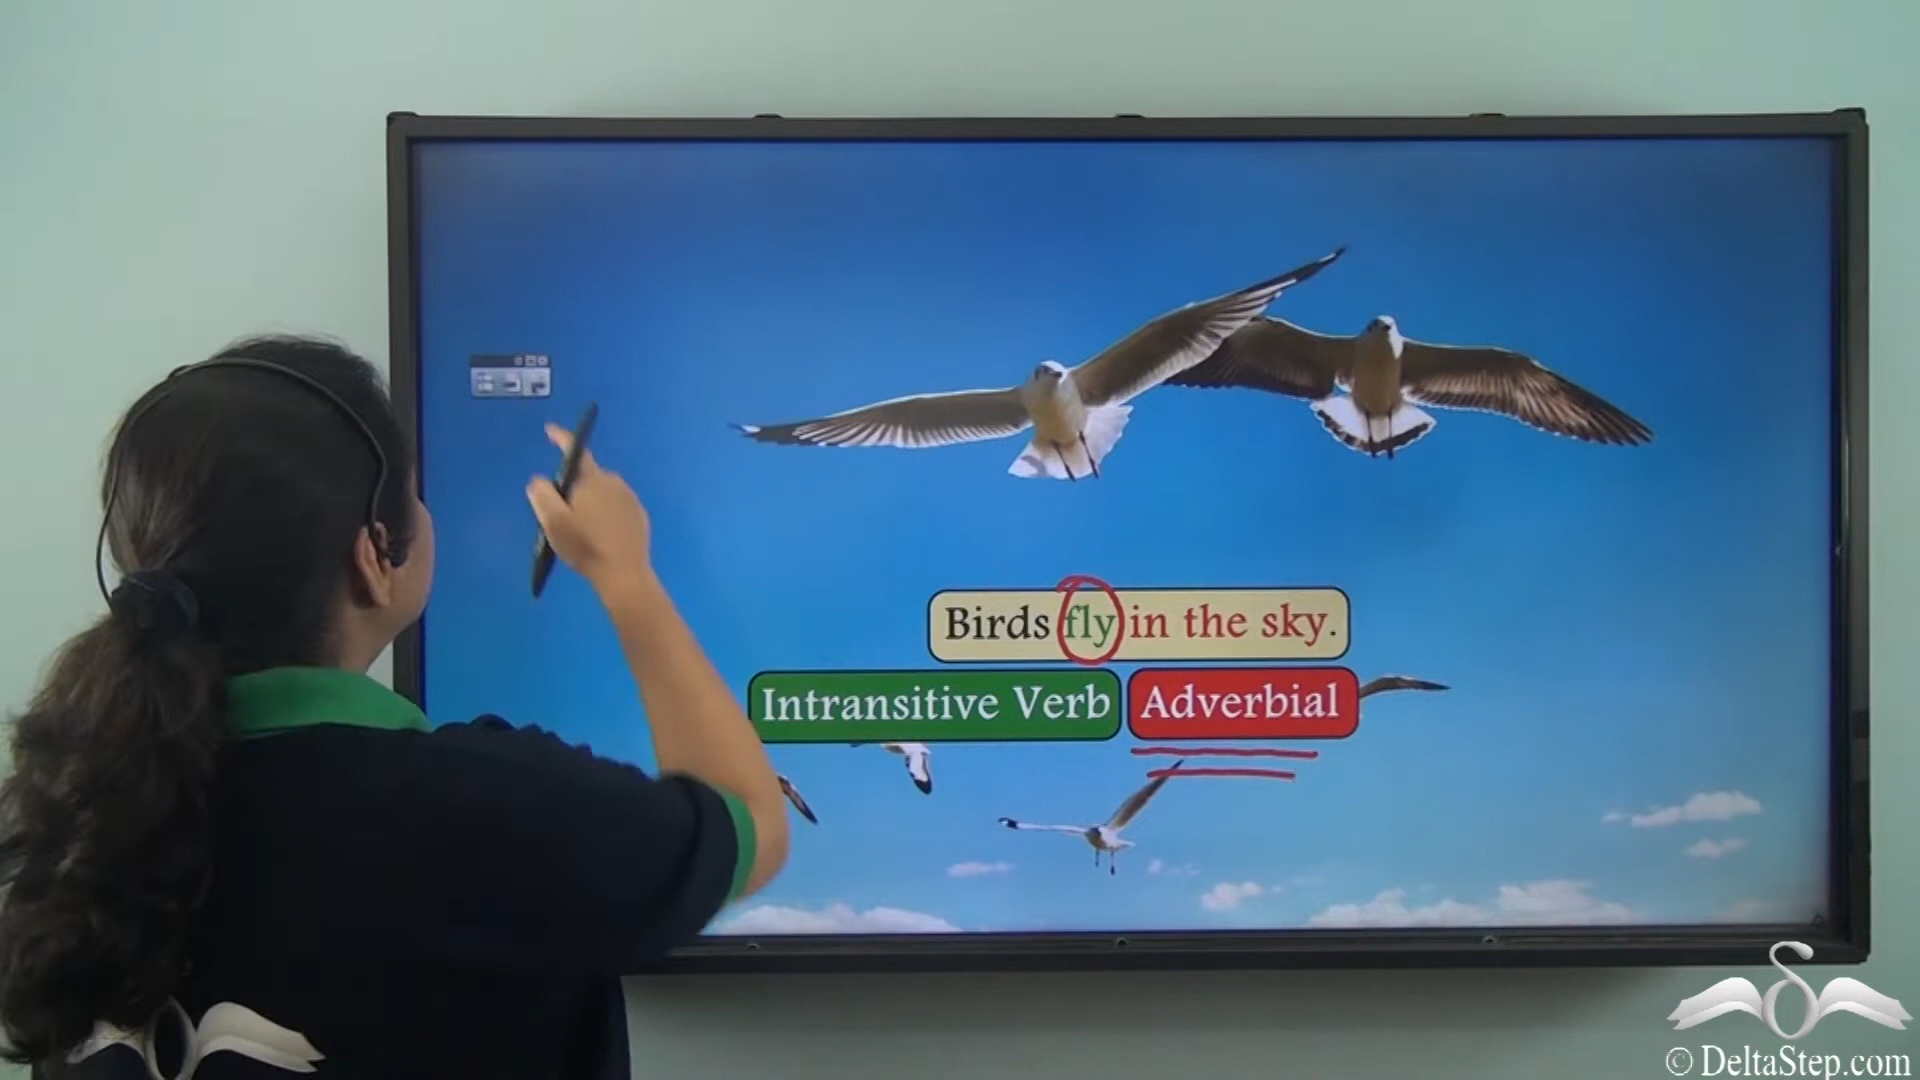 Birds fly in the sky.
Intransitive Verb Adverbial
© DeltaStep.com